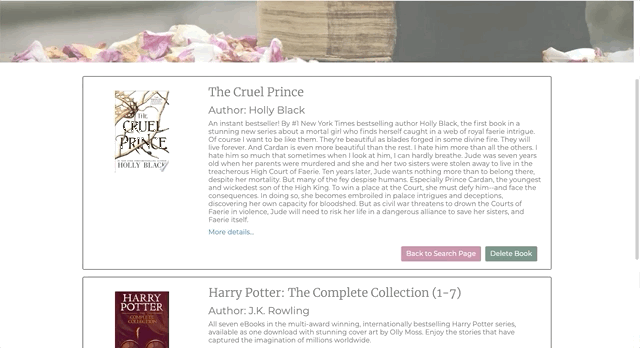 THE
CRUEL
PRINCE
HOLLY BLACK
The Cruel Prince
Author: Holly Black
An instant bestseller! By #1 New York Times bestselling author Holly Black, the first book in a
stunning new series about a mortal girl who finds herself caught in a web of royal faerie intrigue.
Of course I want to be like them. They're beautiful as blades forged in some divine fire. They will
live forever. And Cardan is even more beautiful than the rest. I hate him more than all the others. I
hate him so much that sometimes when I look at him, I can hardly breathe. Jude was seven years
old when her parents were murdered and she and her two sisters were stolen away to live in the
treacherous High Court of Faerie. Ten years later, Jude wants nothing more than to belong there,
despite her mortality. But many of the fey despise humans. Especially Prince Cardan, the youngest
and wickedest son of the High King. To win a place at the Court, she must defy him--and face the
consequences. In doing so, she becomes embroiled in palace intrigues and deceptions,
discovering her own capacity for bloodshed. But as civil war threatens to drown the Courts of
Faerie in violence, Jude will need to risk her life in a dangerous alliance to save her sisters, and
Faerie itself.
More details...
Back to Search Page
Delete Book
HARRY
POTTER
THE
COMPLETE
COLLECTION
Harry Potter: The Complete Collection (1-7)
Author: J.K. Rowling
All seven eBooks in the multi-award winning, internationally bestselling Harry Potter series,
available as one download with stunning cover art by Olly Moss. Enjoy the stories that have
captured the imagination of millions worldwide.